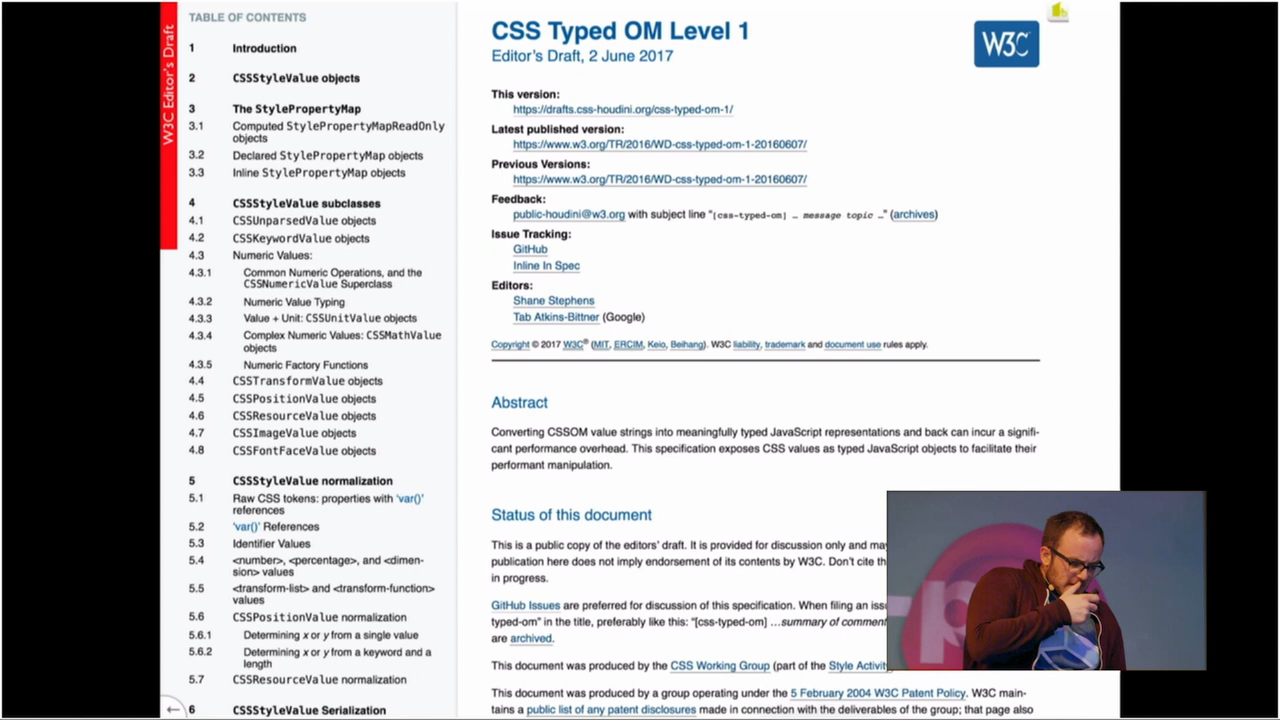 W3C Editor's Draft
TABLE OF CONTENTS
1 Introduction
2 CSSStyleValue objects
3 The StylePropertyMap
3.1 Computed StylePropertyMapReadOnly
objects
3.2 Declared StylePropertyMap objects
3.3 Inline StylePropertyMap objects
4 CSSStyleValue subclasses
4.1 CSSUnparsedValue objects
4.2 CSSKeywordValue objects
4.3 Numeric Values:
4.3.1 Common Numeric Operations, and the
CSSNumericValue Superclass
4.3.2 Numeric Value Typing
4.3.3 Value + Unit: CSSUnitValue objects
4.3.4 Complex Numeric Values: CSSMathValue
objects
4.3.5 Numeric Factory Functions
4.4 CSSTransformValue objects
4.5 CSSPositionValue objects
4.6 CSSResourceValue objects
4.7 CSSImageValue objects
4.8 CSSFontFaceValue objects
5 CSSStyleValue normalization
5.1 Raw CSS tokens: properties with 'var()'
references
5.2 'var()' References
5.3 Identifier Values
5.4 <number>, <percentage>, and <dimen-
sion> values
5.5 <transform-list> and <transform-function>
values
5.6 CSSPositionValue normalization
5.6.1 Determining x or y from a single value
5.6.2 Determining x or y from a keyword and a
length
5.7 CSSResourceValue normalization
6 CSSStyleValue Serialization
←
CSS Typed OM Level 1
Editor's Draft, 2 June 2017
W3C
This version:
https://drafts.css-houdini.org/css-typed-om-1/
Latest published version:
https://www.w3.org/TR/2016/WD-css-typed-om-1-20160607/
Previous Versions:
https://www.w3.org/TR/2016/WD-css-typed-om-1-20160607/
Feedback:
public-houdini@w3.org with subject line "[css-typed-om] … message topic …" (archives)
Issue Tracking:
GitHub
Inline In Spec
Editors:
Shane Stephens
Tab Atkins-Bittner (Google)
Copyright © 2017 W3C® (MIT, ERCIM, Keio, Beihang). W3C liability, trademark and document use rules apply.
Abstract
Converting CSSOM value strings into meaningfully typed JavaScript representations and back can incur a signifi-
cant performance overhead. This specification exposes CSS values as typed JavaScript objects to facilitate their
performant manipulation.
Status of this document
This is a public copy of the editors' draft. It is provided for discussion only and may
publication here does not imply endorsement of its contents by W3C. Don't cite th
in progress.
GitHub Issues are preferred for discussion of this specification. When filing an iss
typed-om" in the title, preferably like this: "[css-typed-om] …summary of comment
are archived.
This document was produced by the CSS Working Group (part of the Style Activit
This document was produced by a group operating under the 5 February 2004 W3C Patent Policy. W3C main-
tains a public list of any patent disclosures made in connection with the deliverables of the group; that page also